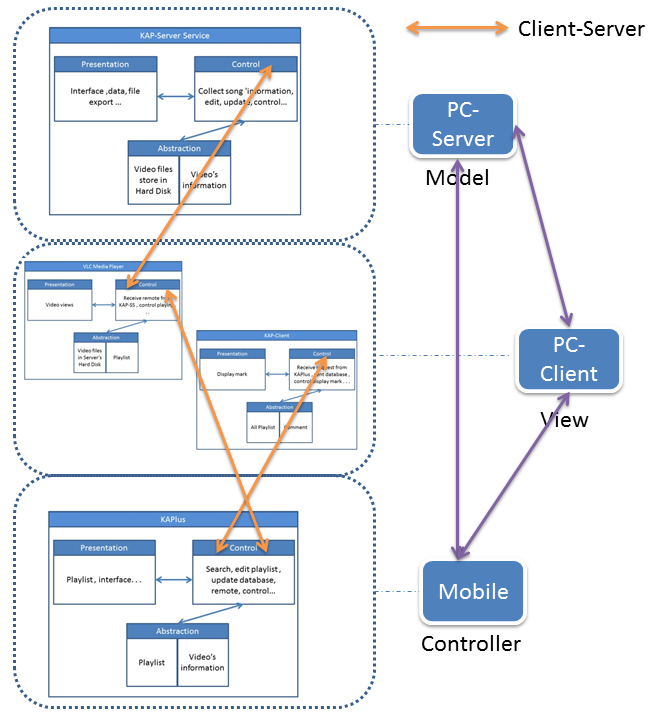 KAP-Server Service
Presentation
Interface ,data, file
export ...
Control
Collect song 'information,
edit, update, control...
Abstraction
Video files
store in
Hard Disk
Video's
information
Client-Server
PC-
Server
Model
VLC Media Player
Presentation
Video views
Control
Receive remote from
KAP-SS , control playing. .
. .
Abstraction
Video files
in Server's
Hard Disk
Playlist
KAP-Client
Presentation
Display mark
Control
Receive request from
KAPlus , database ,
control display mark . . .
Abstraction
All Playlist
Comment
PC-
Client
View
KAPlus
Presentation
Playlist , interface. . .
Control
Search, edit playlist ,
update database,
remote, control...
Abstraction
Playlist
Video's
information
Mobile
Controller